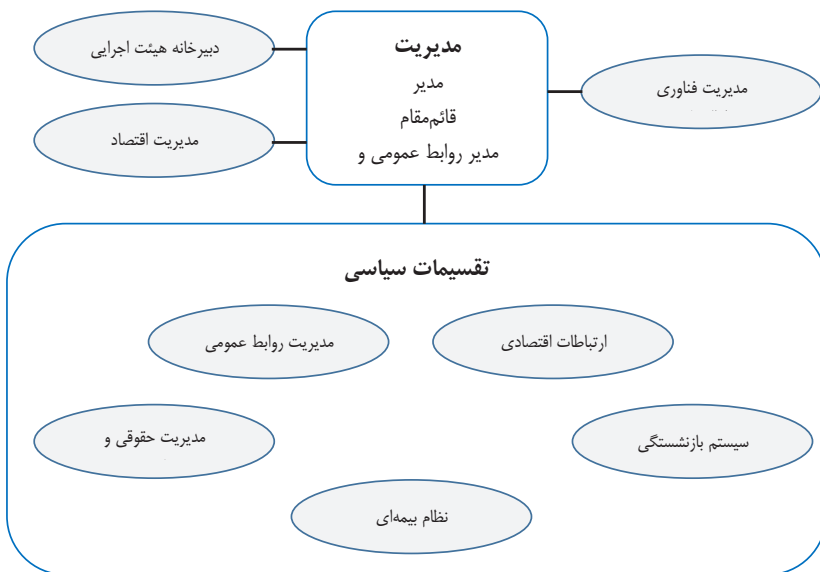 مدیریت
مدیر
قائم‌مقام
مدیر روابط عمومی و
مدیریت فناوری
دبیرخانه هیئت اجرایی
مدیریت اقتصاد
تقسیمات سیاسی
ارتباطات اقتصادی
مدیریت روابط عمومی
سیستم بازنشستگی
مدیریت حقوقی و
نظام بیمه‌ای